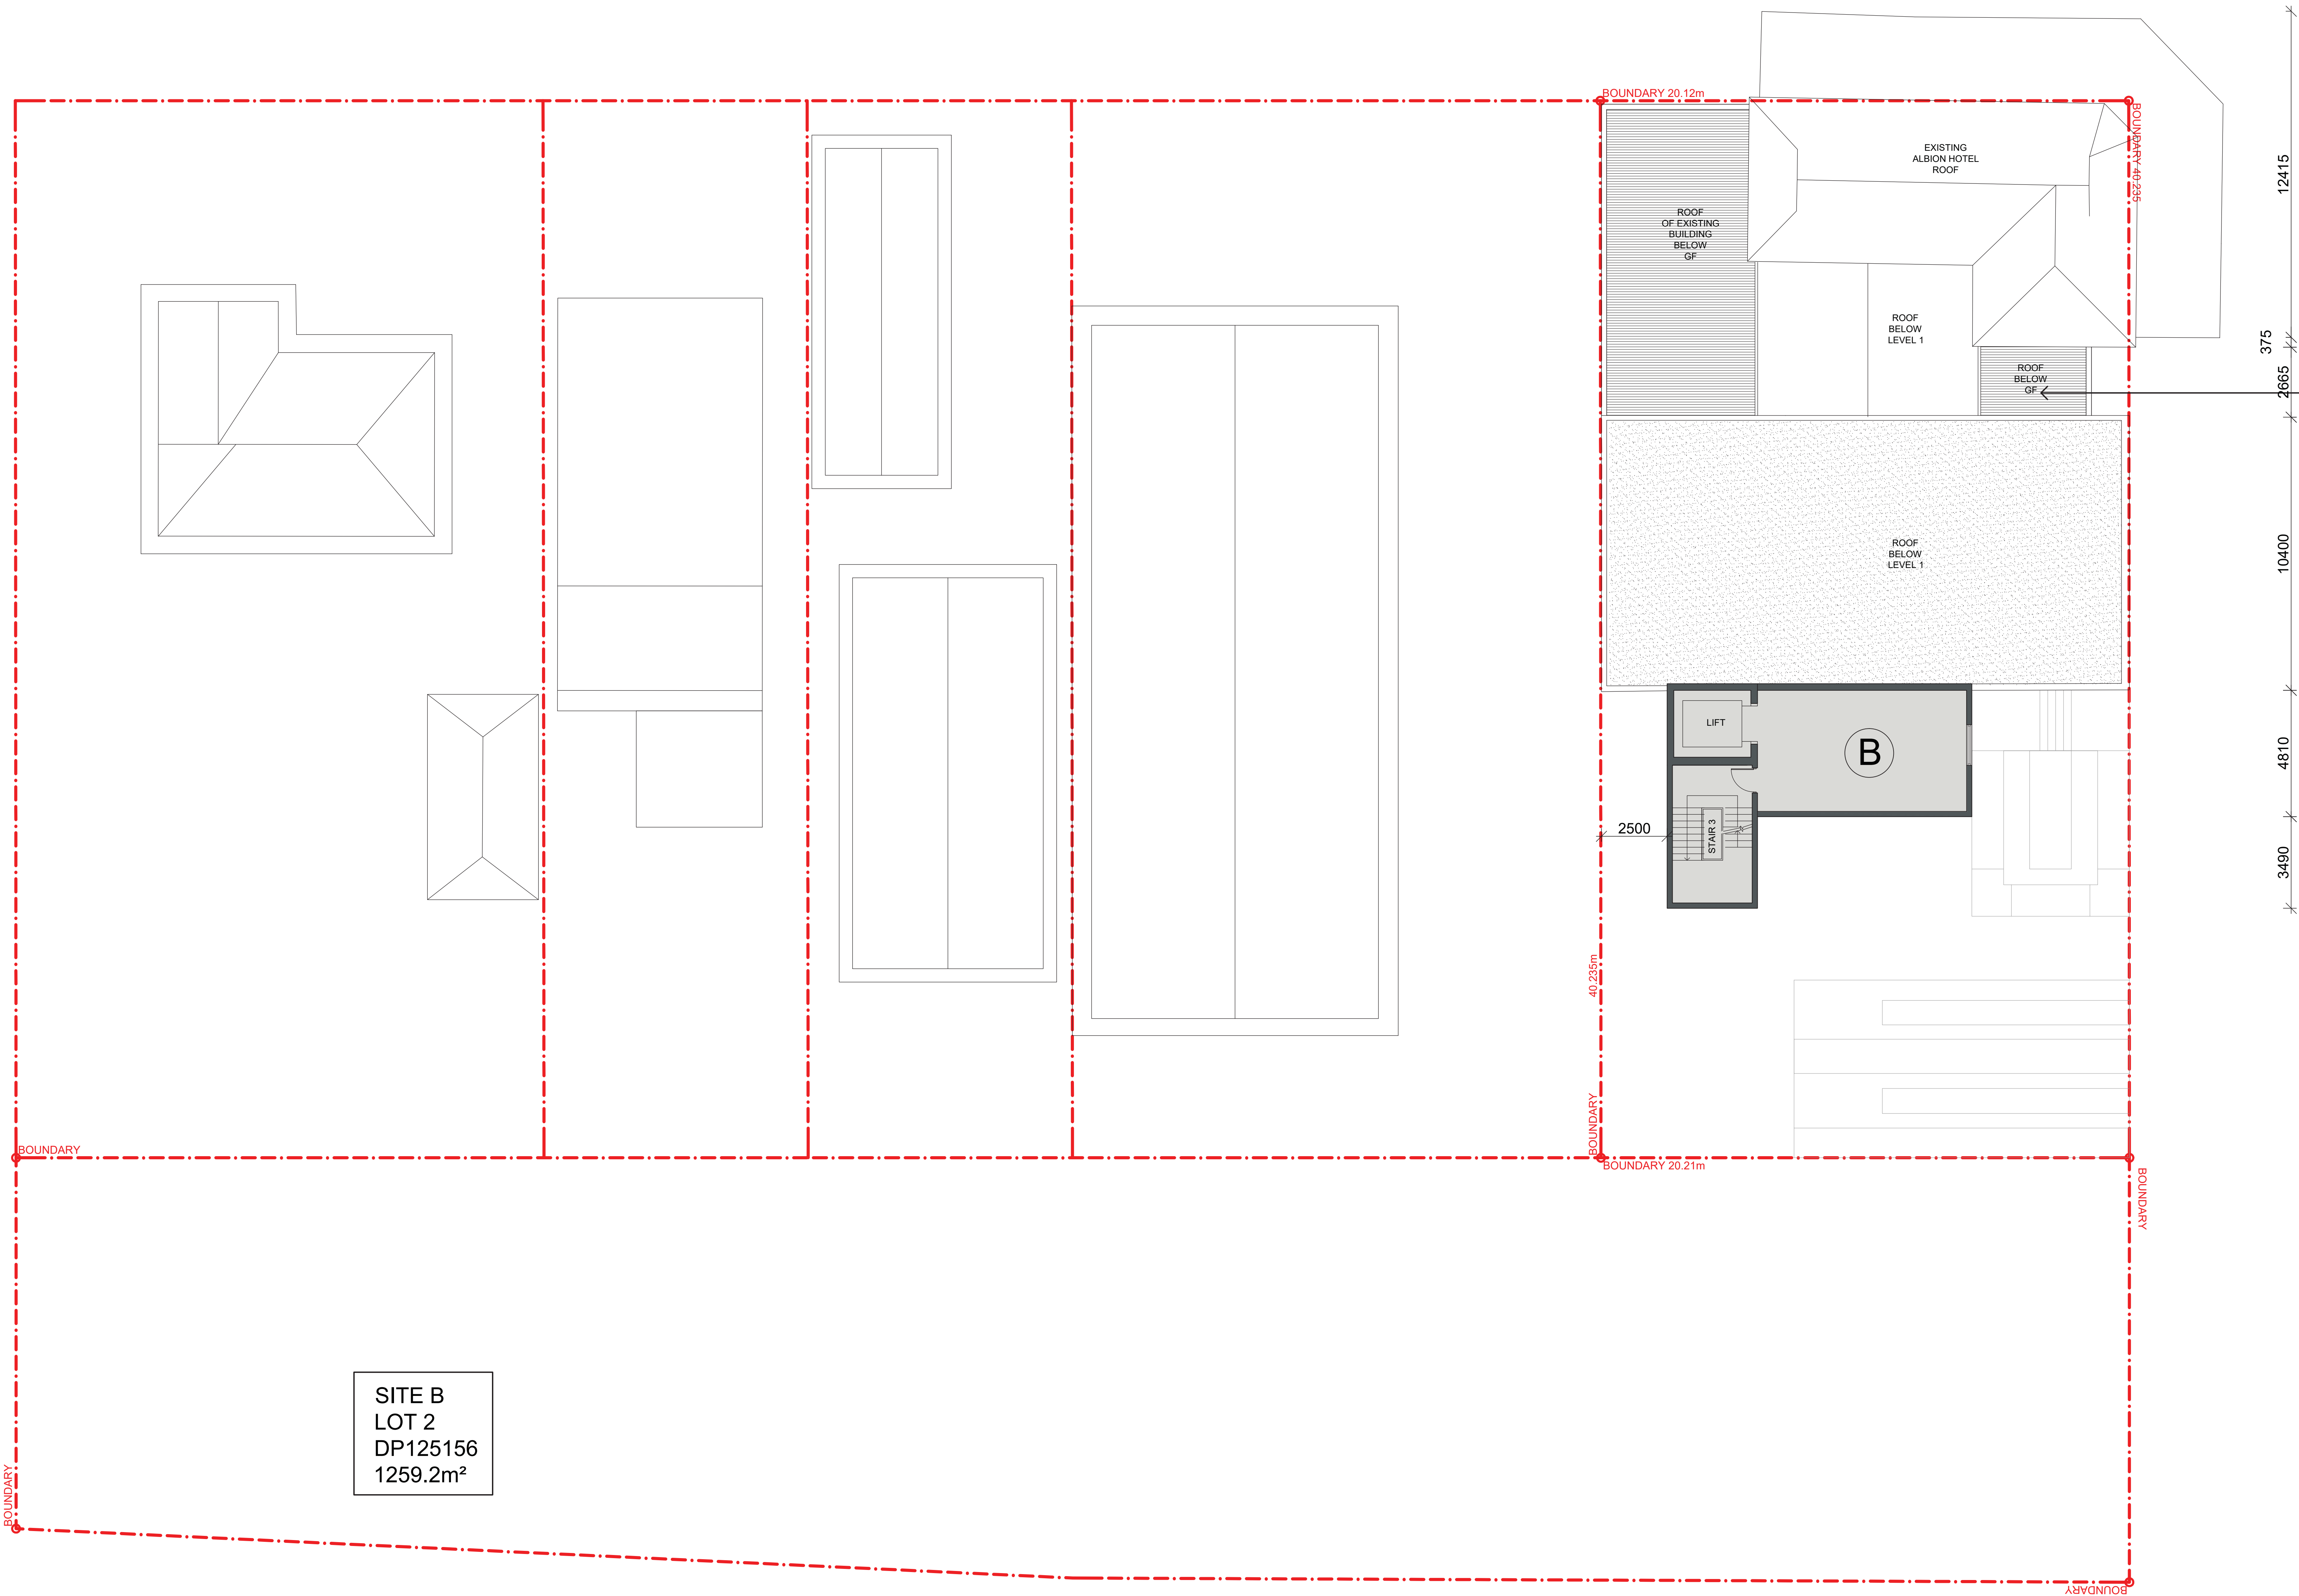 BOUNDARY 20.12m
BOUNDARY 40.235
EXISTING
ALBION HOTEL
ROOF
12415
ROOF
OF EXISTING
BUILDING
BELOW
GF
ROOF
BELOW
LEVEL 1
375
ROOF
BELOW
GF
2665
ROOF
BELOW
LEVEL 1
10400
LIFT
B
4810
2500
STAIR 3
3490
40.235m
BOUNDARY
BOUNDARY
BOUNDARY 20.21m
BOUNDARY
SITE B
LOT 2
DP125156
1259.2m²
BOUNDARY
BOUNDARY